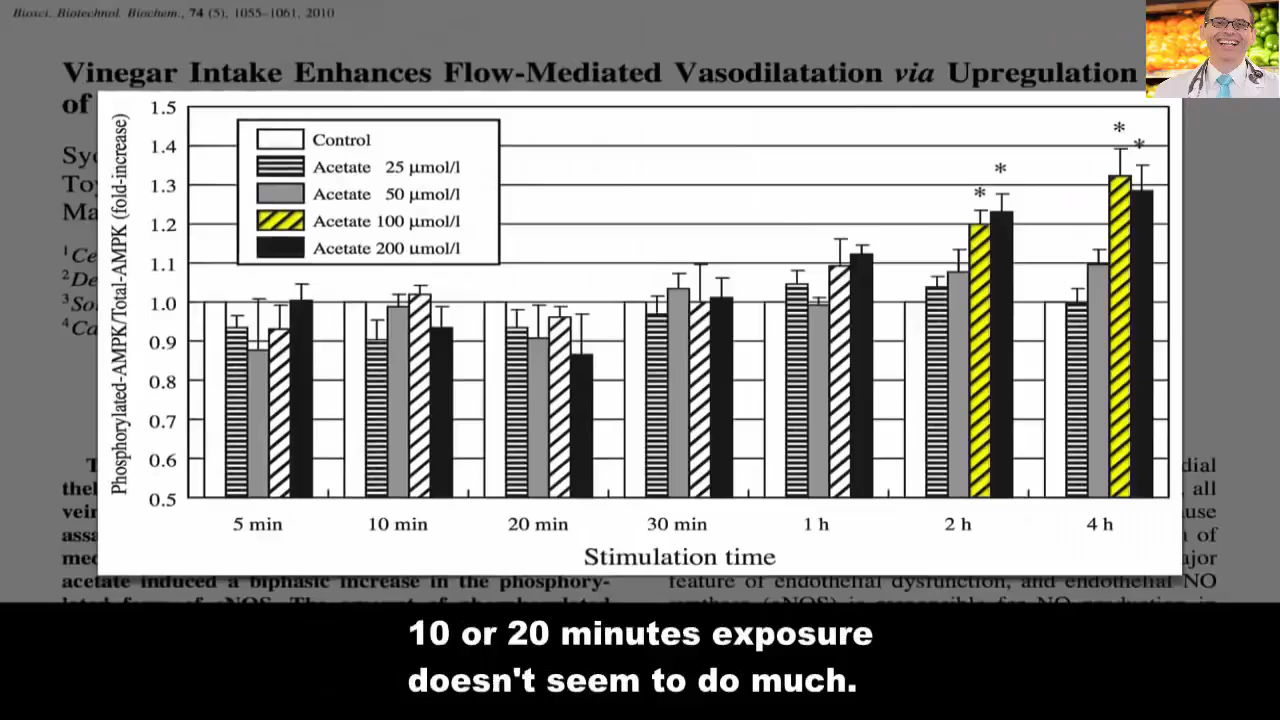 Biosci. Biotechnol. Biochem., 74 (5), 1055–1061, 2010
Vinegar Intake Enhances Flow-Mediated Vasodilatation via Upregulation
of
Phosphorylated-AMPK/Total-AMPK (fold-increase)
1.5
1.4
1.3
1.2
1.1
1.0
0.9
0.8
0.7
0.6
0.5
Control
Acetate 25 µmol/l
Acetate 50 µmol/l
Acetate 100 µmol/l
Acetate 200 µmol/l
* * * *
5 min 10 min 20 min 30 min 1 h 2 h 4 h
Stimulation time
acetate induced a biphasic increase in the phosphory-
feature of endothelial dysfunction, and endothelial NO
10 or 20 minutes exposure
doesn't seem to do much.